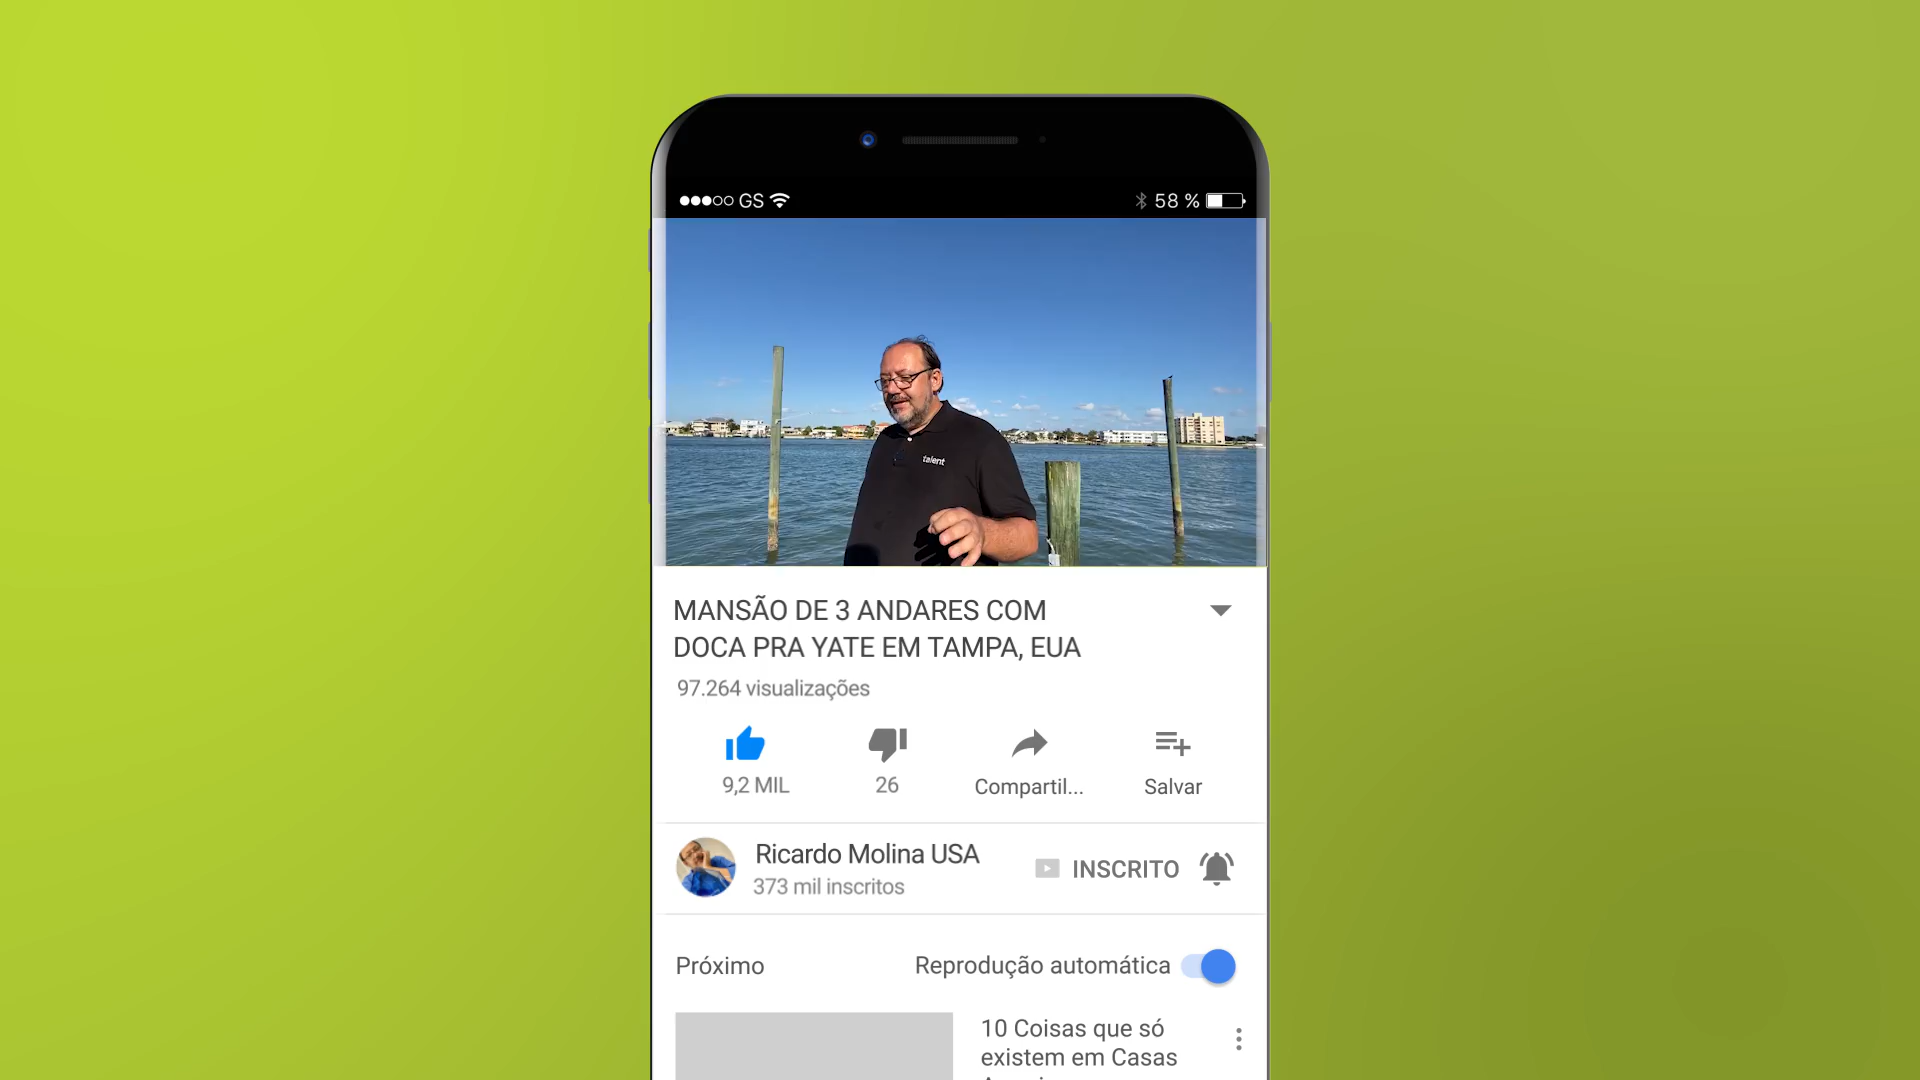 GS
58 %
talent
MANSÃO DE 3 ANDARES COM
DOCA PRA YATE EM TAMPA, EUA
97.264 visualizações
9,2 MIL
26
Compartil...
Salvar
Ricardo Molina USA
373 mil inscritos
INSCRITO
Próximo
Reprodução automática
10 Coisas que só
existem em Casas